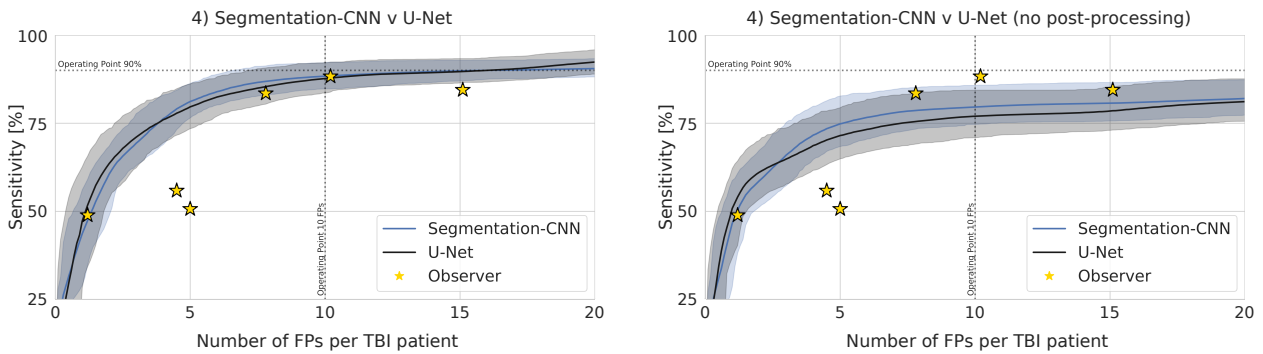 4) Segmentation-CNN v U-Net
100
75
50
25
Sensitivity [%]
Operating Point 90%
Operating Point 10 FPs
Segmentation-CNN
U-Net
Observer
0 5 10 15 20
Number of FPs per TBI patient
4) Segmentation-CNN v U-Net (no post-processing)
100
75
50
25
Sensitivity [%]
Operating Point 90%
Operating Point 10 FPs
Segmentation-CNN
U-Net
Observer
0 5 10 15 20
Number of FPs per TBI patient